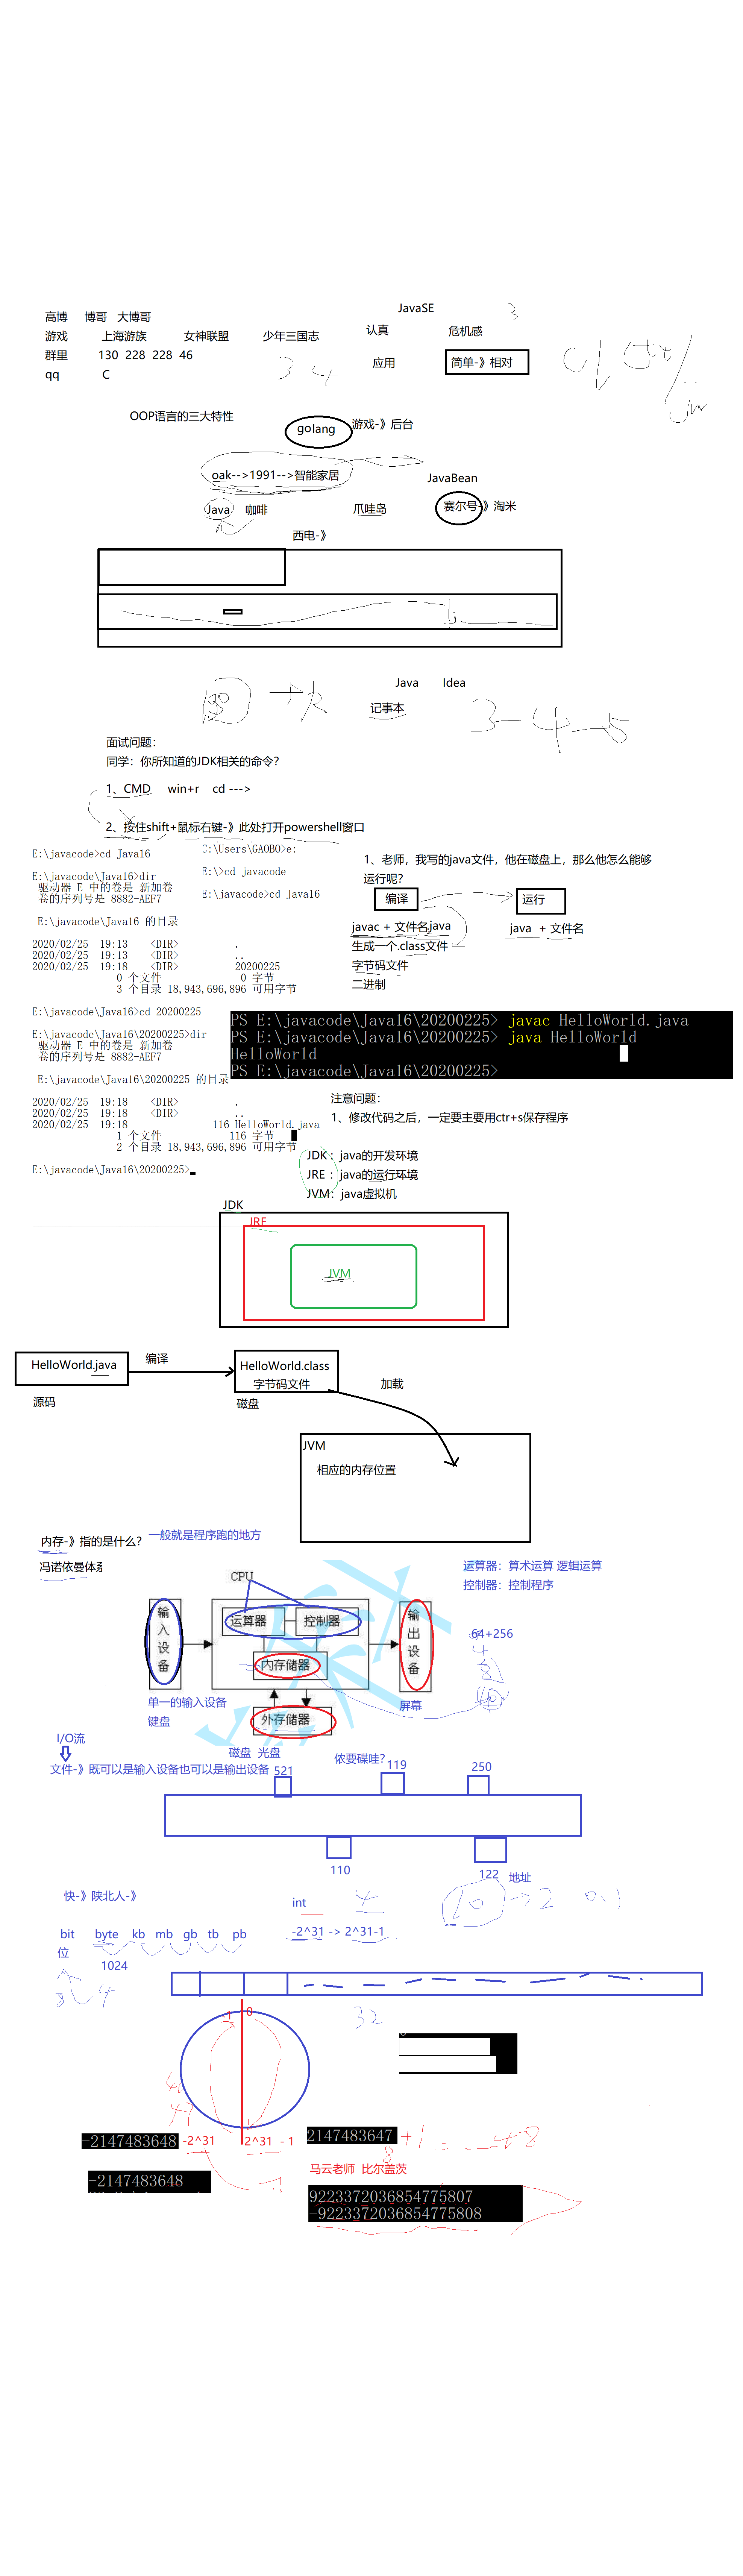 JavaSE 3
高博 博哥 大博哥
游戏 上海游族 女神联盟 少年三国志 认真 危机感
群里 130 228 228 46
应用 简单-》相对
qq C
3-4
OOP语言的三大特性
golang 游戏-》后台
oak-->1991-->智能家居
JavaBean
Java 咖啡 爪哇岛 赛尔号-》淘米
西电-》
Java Idea
记事本
3-4-5
面试问题：
同学：你所知道的JDK相关的命令？
1、CMD win+r cd --->
2、按住shift+鼠标右键-》此处打开powershell窗口
C:\Users\GAOBO>e:
E:\>cd javacode
E:\javacode>cd Java16
E:\javacode>cd Java16
E:\javacode\Java16>dir
驱动器 E 中的卷是 新加卷
卷的序列号是 8882-AEF7
E:\javacode\Java16 的目录
2020/02/25 19:13 <DIR> .
2020/02/25 19:13 <DIR> ..
2020/02/25 19:18 <DIR> 20200225
0 个文件 0 字节
3 个目录 18,943,696,896 可用字节
E:\javacode\Java16>cd 20200225
E:\javacode\Java16\20200225>dir
驱动器 E 中的卷是 新加卷
卷的序列号是 8882-AEF7
E:\javacode\Java16\20200225 的目录
2020/02/25 19:18 <DIR> .
2020/02/25 19:18 <DIR> ..
2020/02/25 19:18 116 HelloWorld.java
1 个文件 116 字节
2 个目录 18,943,696,896 可用字节
E:\javacode\Java16\20200225>
1、老师，我写的java文件，他在磁盘上，那么他怎么能够
运行呢？
编译 运行
javac + 文件名.java java + 文件名
生成一个.class文件
字节码文件
二进制
PS E:\javacode\Java16\20200225> javac HelloWorld.java
PS E:\javacode\Java16\20200225> java HelloWorld
HelloWorld
PS E:\javacode\Java16\20200225>
注意问题：
1、修改代码之后，一定要主要用ctr+s保存程序
JDK：java的开发环境
JRE：java的运行环境
JVM：java虚拟机
JDK
JRE
JVM
HelloWorld.java 编译 HelloWorld.class
字节码文件 加载
源码 磁盘
JVM
相应的内存位置
内存-》指的是什么？ 一般就是程序跑的地方
冯诺依曼体系
运算器：算术运算 逻辑运算
控制器：控制程序
CPU
输入设备 运算器 控制器 输出设备
内存储器
外存储器
64+256
4
8
单一的输入设备
键盘
屏幕
磁盘 光盘
I/O流
文件-》既可以是输入设备也可以是输出设备
侬要碟哇？
521 119 250
110 122 地址
快-》陕北人-》
int 4
10 → 2 0.1
-2^31 -> 2^31-1
bit byte kb mb gb tb pb
位
1024
8 4
32
-1 0
-2147483648 -2^31 2^31 - 1 2147483647 +1 = --48
8
-2147483648
马云老师 比尔盖茨
9223372036854775807
-9223372036854775808